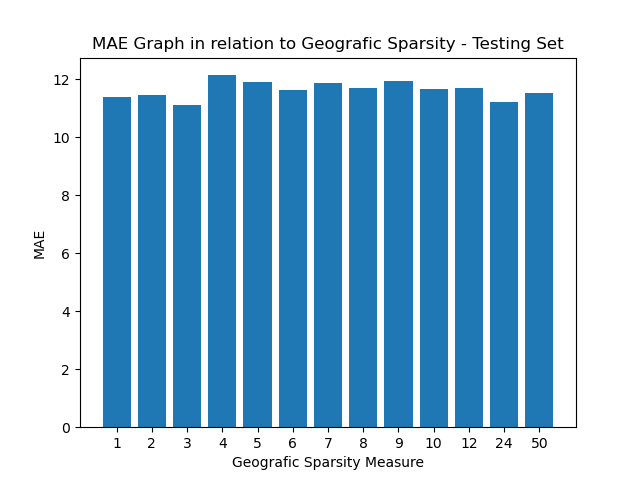 MAE Graph in relation to Geografic Sparsity - Testing Set
12
10
8
6
4
2
0
MAE
1 2 3 4 5 6 7 8 9 10 12 24 50
Geografic Sparsity Measure